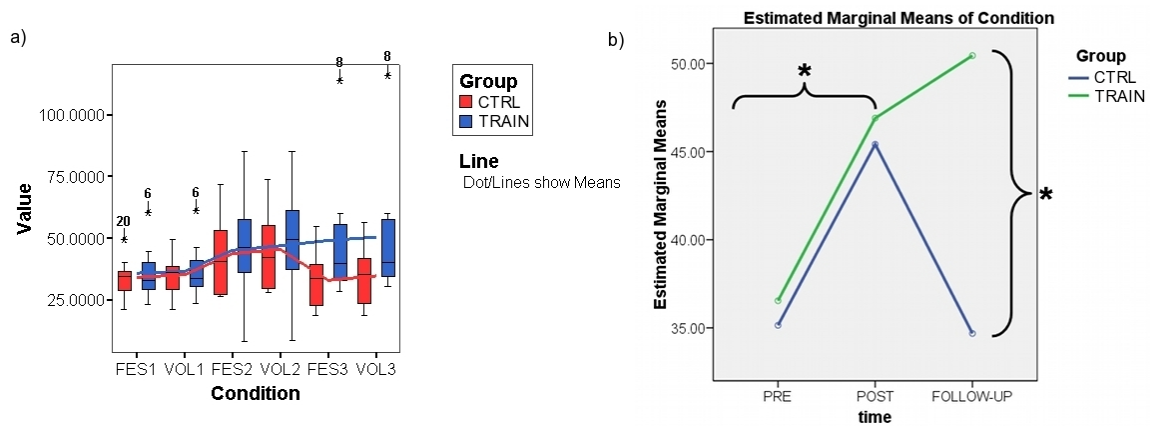 a)
8
8
6
6
20
100.0000
75.0000
50.0000
25.0000
Value
FES1 VOL1 FES2 VOL2 FES3 VOL3
Condition
Group
CTRL
TRAIN
Line
Dot/Lines show Means
b)
Estimated Marginal Means of Condition
*
*
50.00
45.00
40.00
35.00
Estimated Marginal Means
PRE POST FOLLOW-UP
time
Group
CTRL
TRAIN